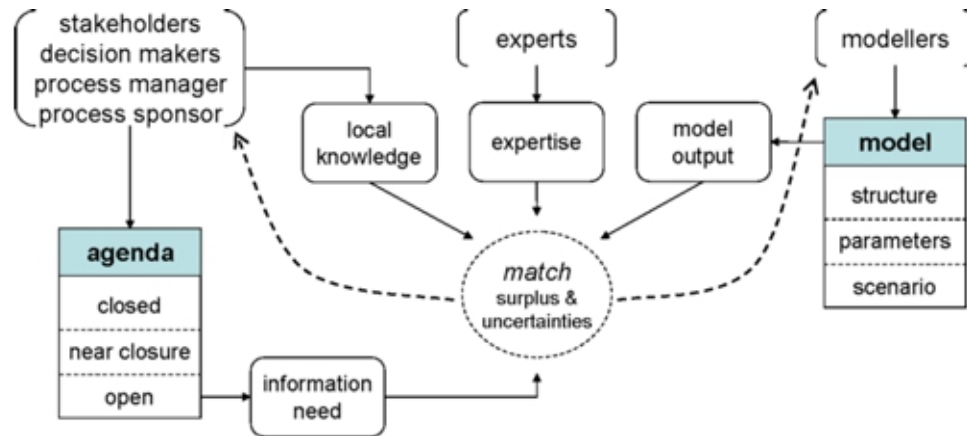 stakeholders
decision makers
process manager
process sponsor
experts
modellers
local
knowledge
expertise
model
output
model
structure
parameters
scenario
agenda
closed
near closure
open
match
surplus &
uncertainties
information
need